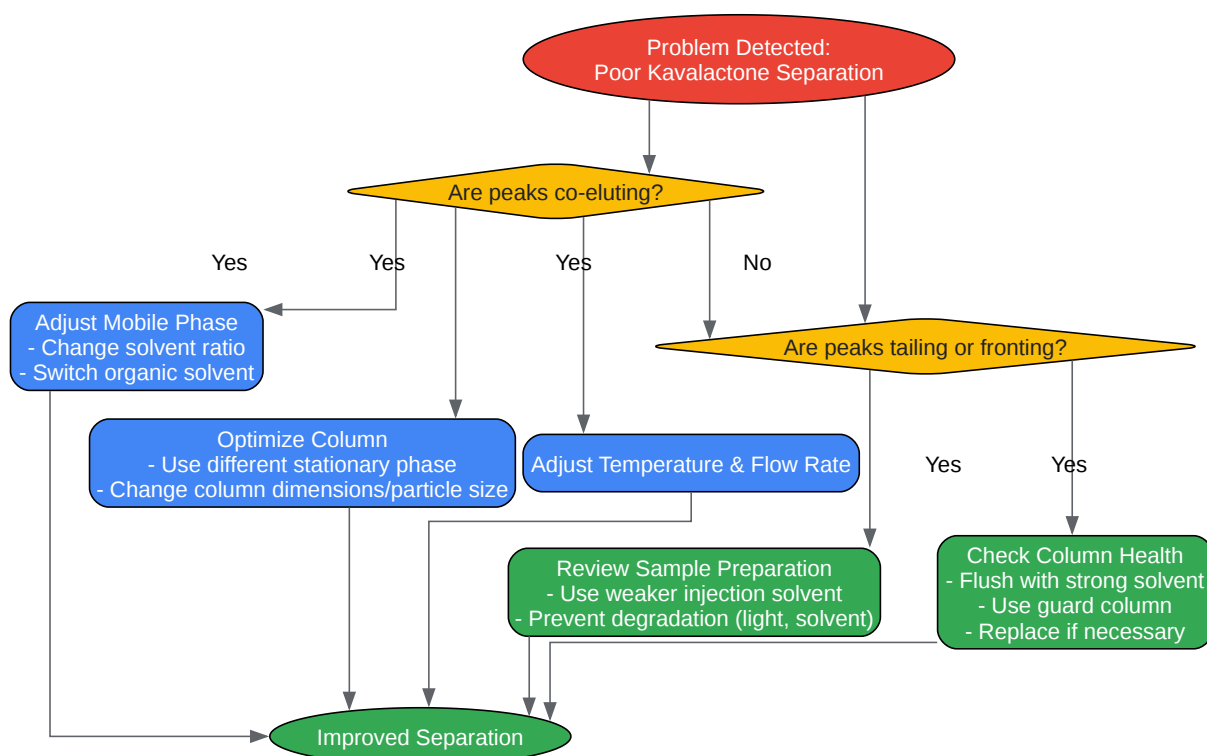 Problem Detected:
Poor Kavalactone Separation
Are peaks co-eluting?
Yes
Yes
Yes
No
Adjust Mobile Phase
- Change solvent ratio
- Switch organic solvent
Are peaks tailing or fronting?
Optimize Column
- Use different stationary phase
- Change column dimensions/particle size
Adjust Temperature & Flow Rate
Yes
Yes
Review Sample Preparation
- Use weaker injection solvent
- Prevent degradation (light, solvent)
Check Column Health
- Flush with strong solvent
- Use guard column
- Replace if necessary
Improved Separation